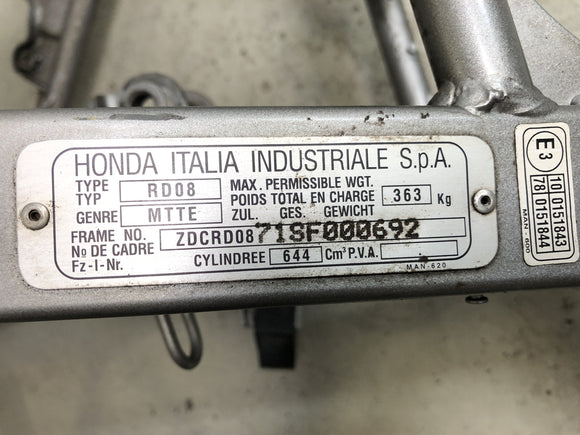 HONDA ITALIA INDUSTRIALE S.p.A.
TYPE
TYP RD08
MAX. PERMISSIBLE WGT.
POIDS TOTAL EN CHARGE 363 Kg
GENRE MTTE ZUL. GES. GEWICHT
FRAME NO.
Nº DE CADRE ZDCRD0871SF000692
Fz-I-Nr. CYLINDREE 644 Cm³ P.V.A.
MAN-620
E3
10 0151843
78 0151844
MAN - 600